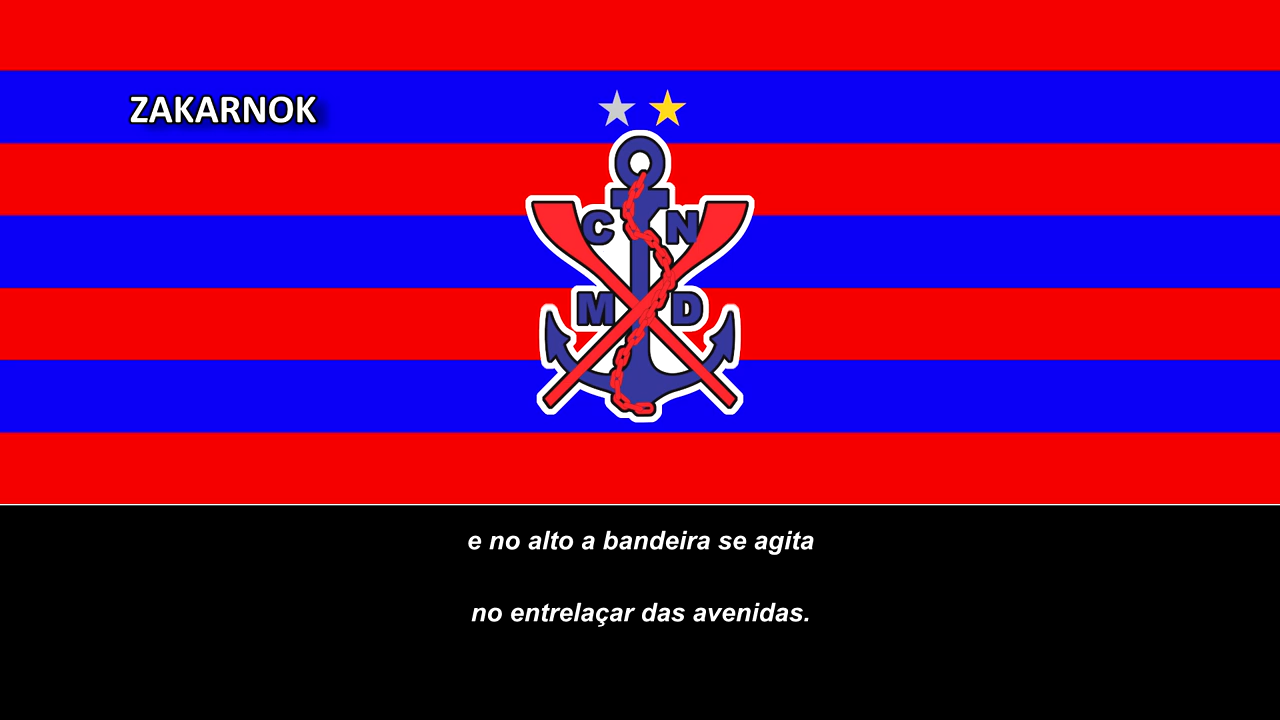 ZAKARNOK
C N
M D
e no alto a bandeira se agita
no entrelaçar das avenidas.